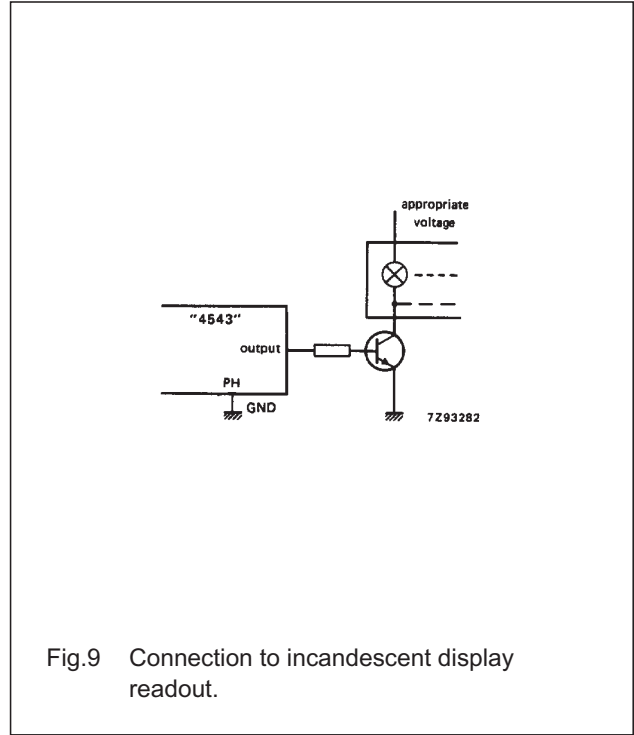 appropriate
voltage
"4543"
output
PH
GND
7Z93282
Fig.9 Connection to incandescent display
readout.